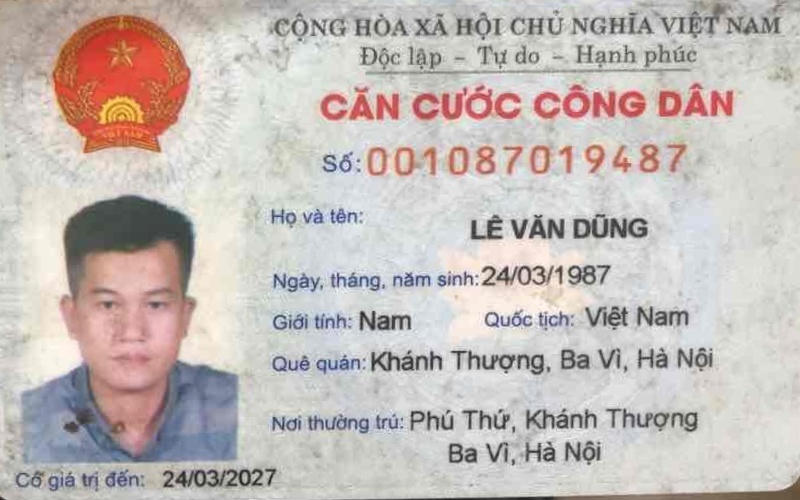 CỘNG HÒA XÃ HỘI CHỦ NGHĨA VIỆT NAM
Độc lập – Tự do – Hạnh phúc
CĂN CƯỚC CÔNG DÂN
Số: 001087019487
Họ và tên: LÊ VĂN DŨNG
Ngày, tháng, năm sinh: 24/03/1987
Giới tính: Nam Quốc tịch: Việt Nam
Quê quán: Khánh Thượng, Ba Vì, Hà Nội
Nơi thường trú: Phú Thứ, Khánh Thượng
Ba Vì, Hà Nội
Có giá trị đến: 24/03/2027